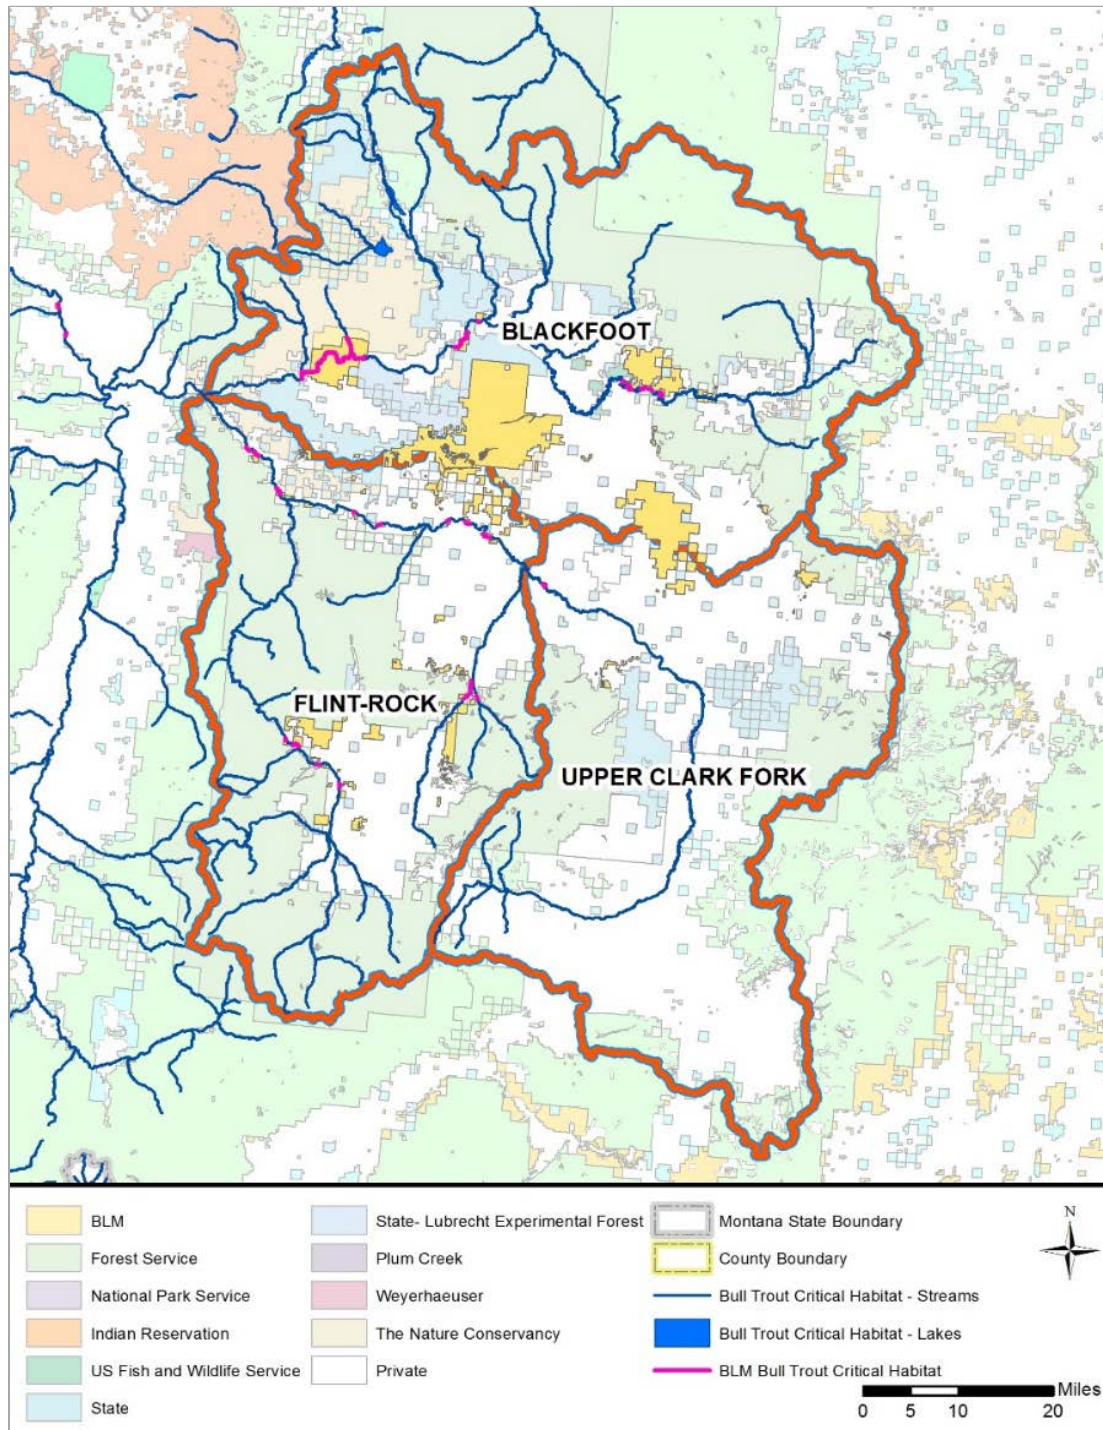 BLACKFOOT
FLINT-ROCK
UPPER CLARK FORK
BLM
Forest Service
National Park Service
Indian Reservation
US Fish and Wildlife Service
State
State- Lubrecht Experimental Forest
Plum Creek
Weyerhaeuser
The Nature Conservancy
Private
Montana State Boundary
County Boundary
Bull Trout Critical Habitat - Streams
Bull Trout Critical Habitat - Lakes
BLM Bull Trout Critical Habitat
N
Miles
0 5 10 20